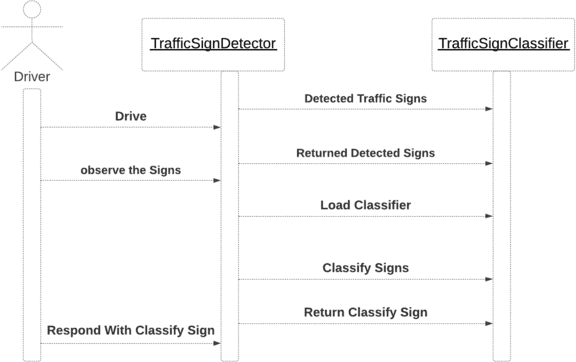 TrafficSignDetector
TrafficSignClassifier
Driver
Detected Traffic Signs
Drive
Returned Detected Signs
observe the Signs
Load Classifier
Classify Signs
Return Classify Sign
Respond With Classify Sign